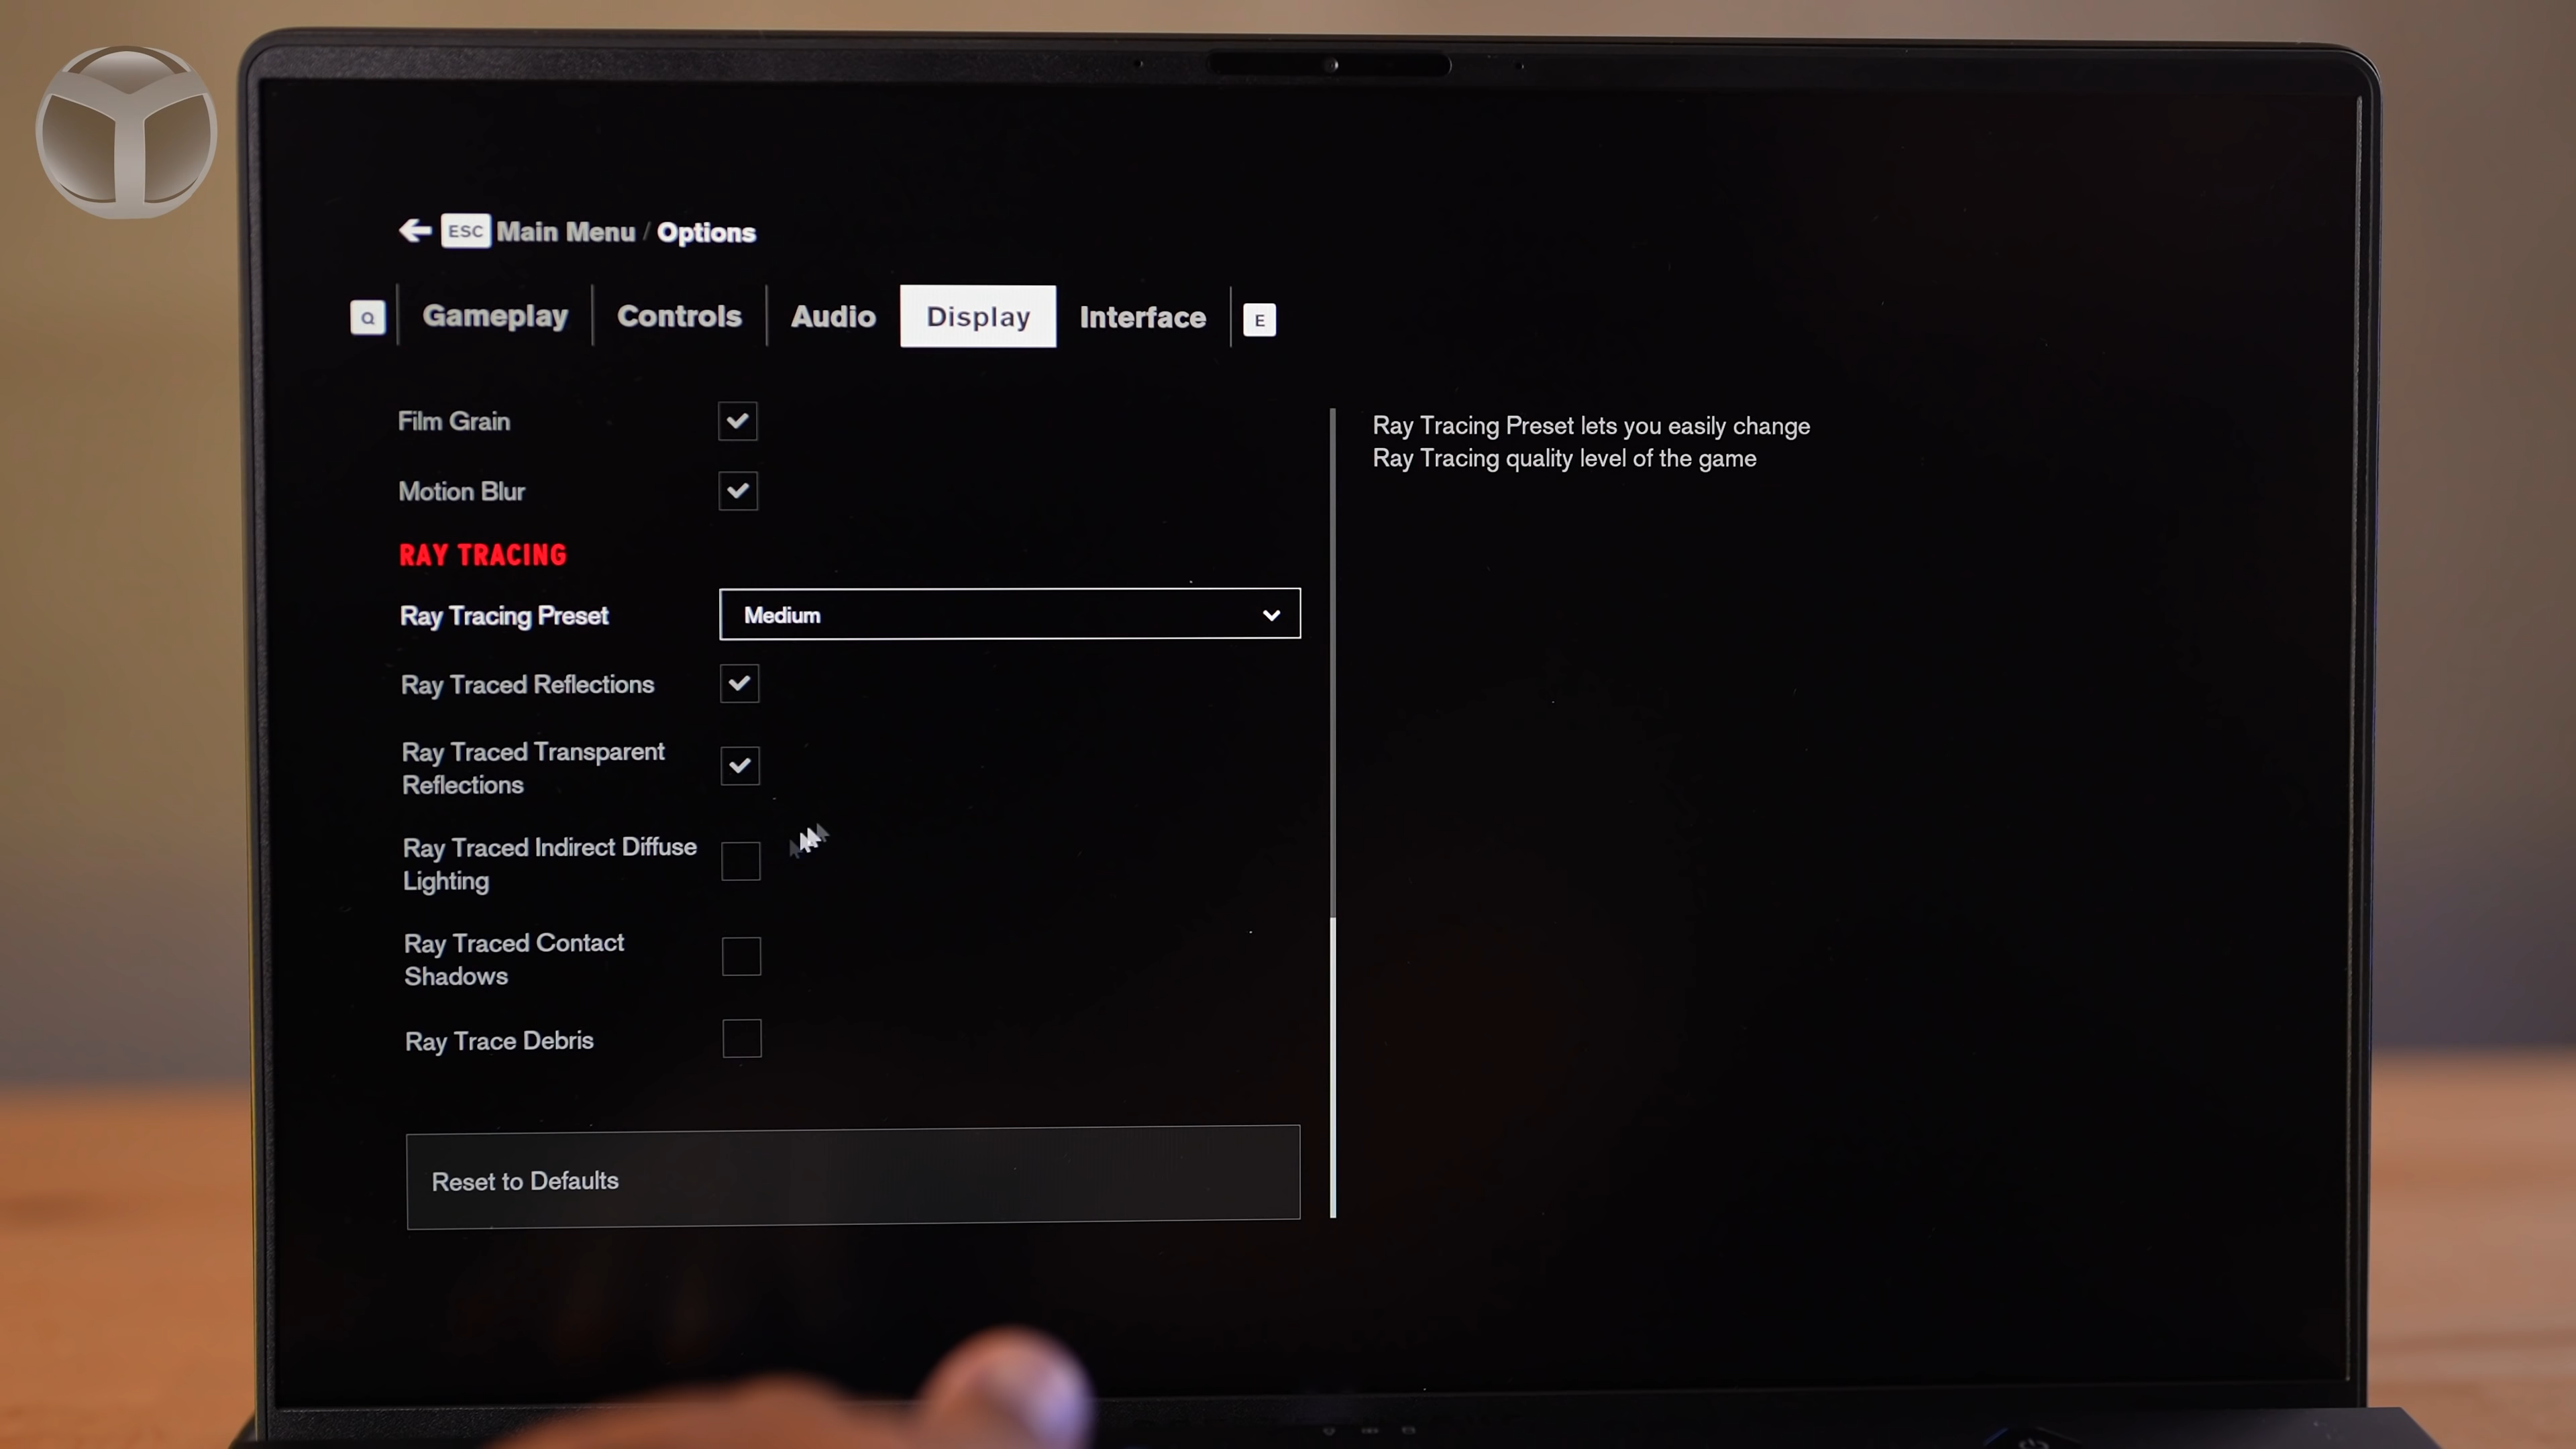 ESC Main Menu / Options
Q Gameplay Controls Audio Display Interface E
Film Grain
Motion Blur
RAY TRACING
Ray Tracing Preset Medium
Ray Traced Reflections
Ray Traced Transparent
Reflections
Ray Traced Indirect Diffuse
Lighting
Ray Traced Contact
Shadows
Ray Trace Debris
Reset to Defaults
Ray Tracing Preset lets you easily change
Ray Tracing quality level of the game